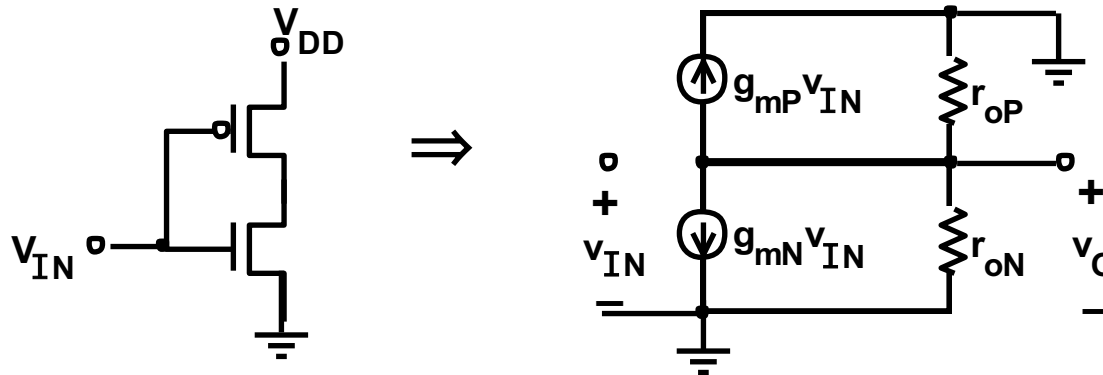 V_DD
V_IN
g_mP v_IN
r_oP
+
+
v_IN
g_mN v_IN
r_oN
−
−